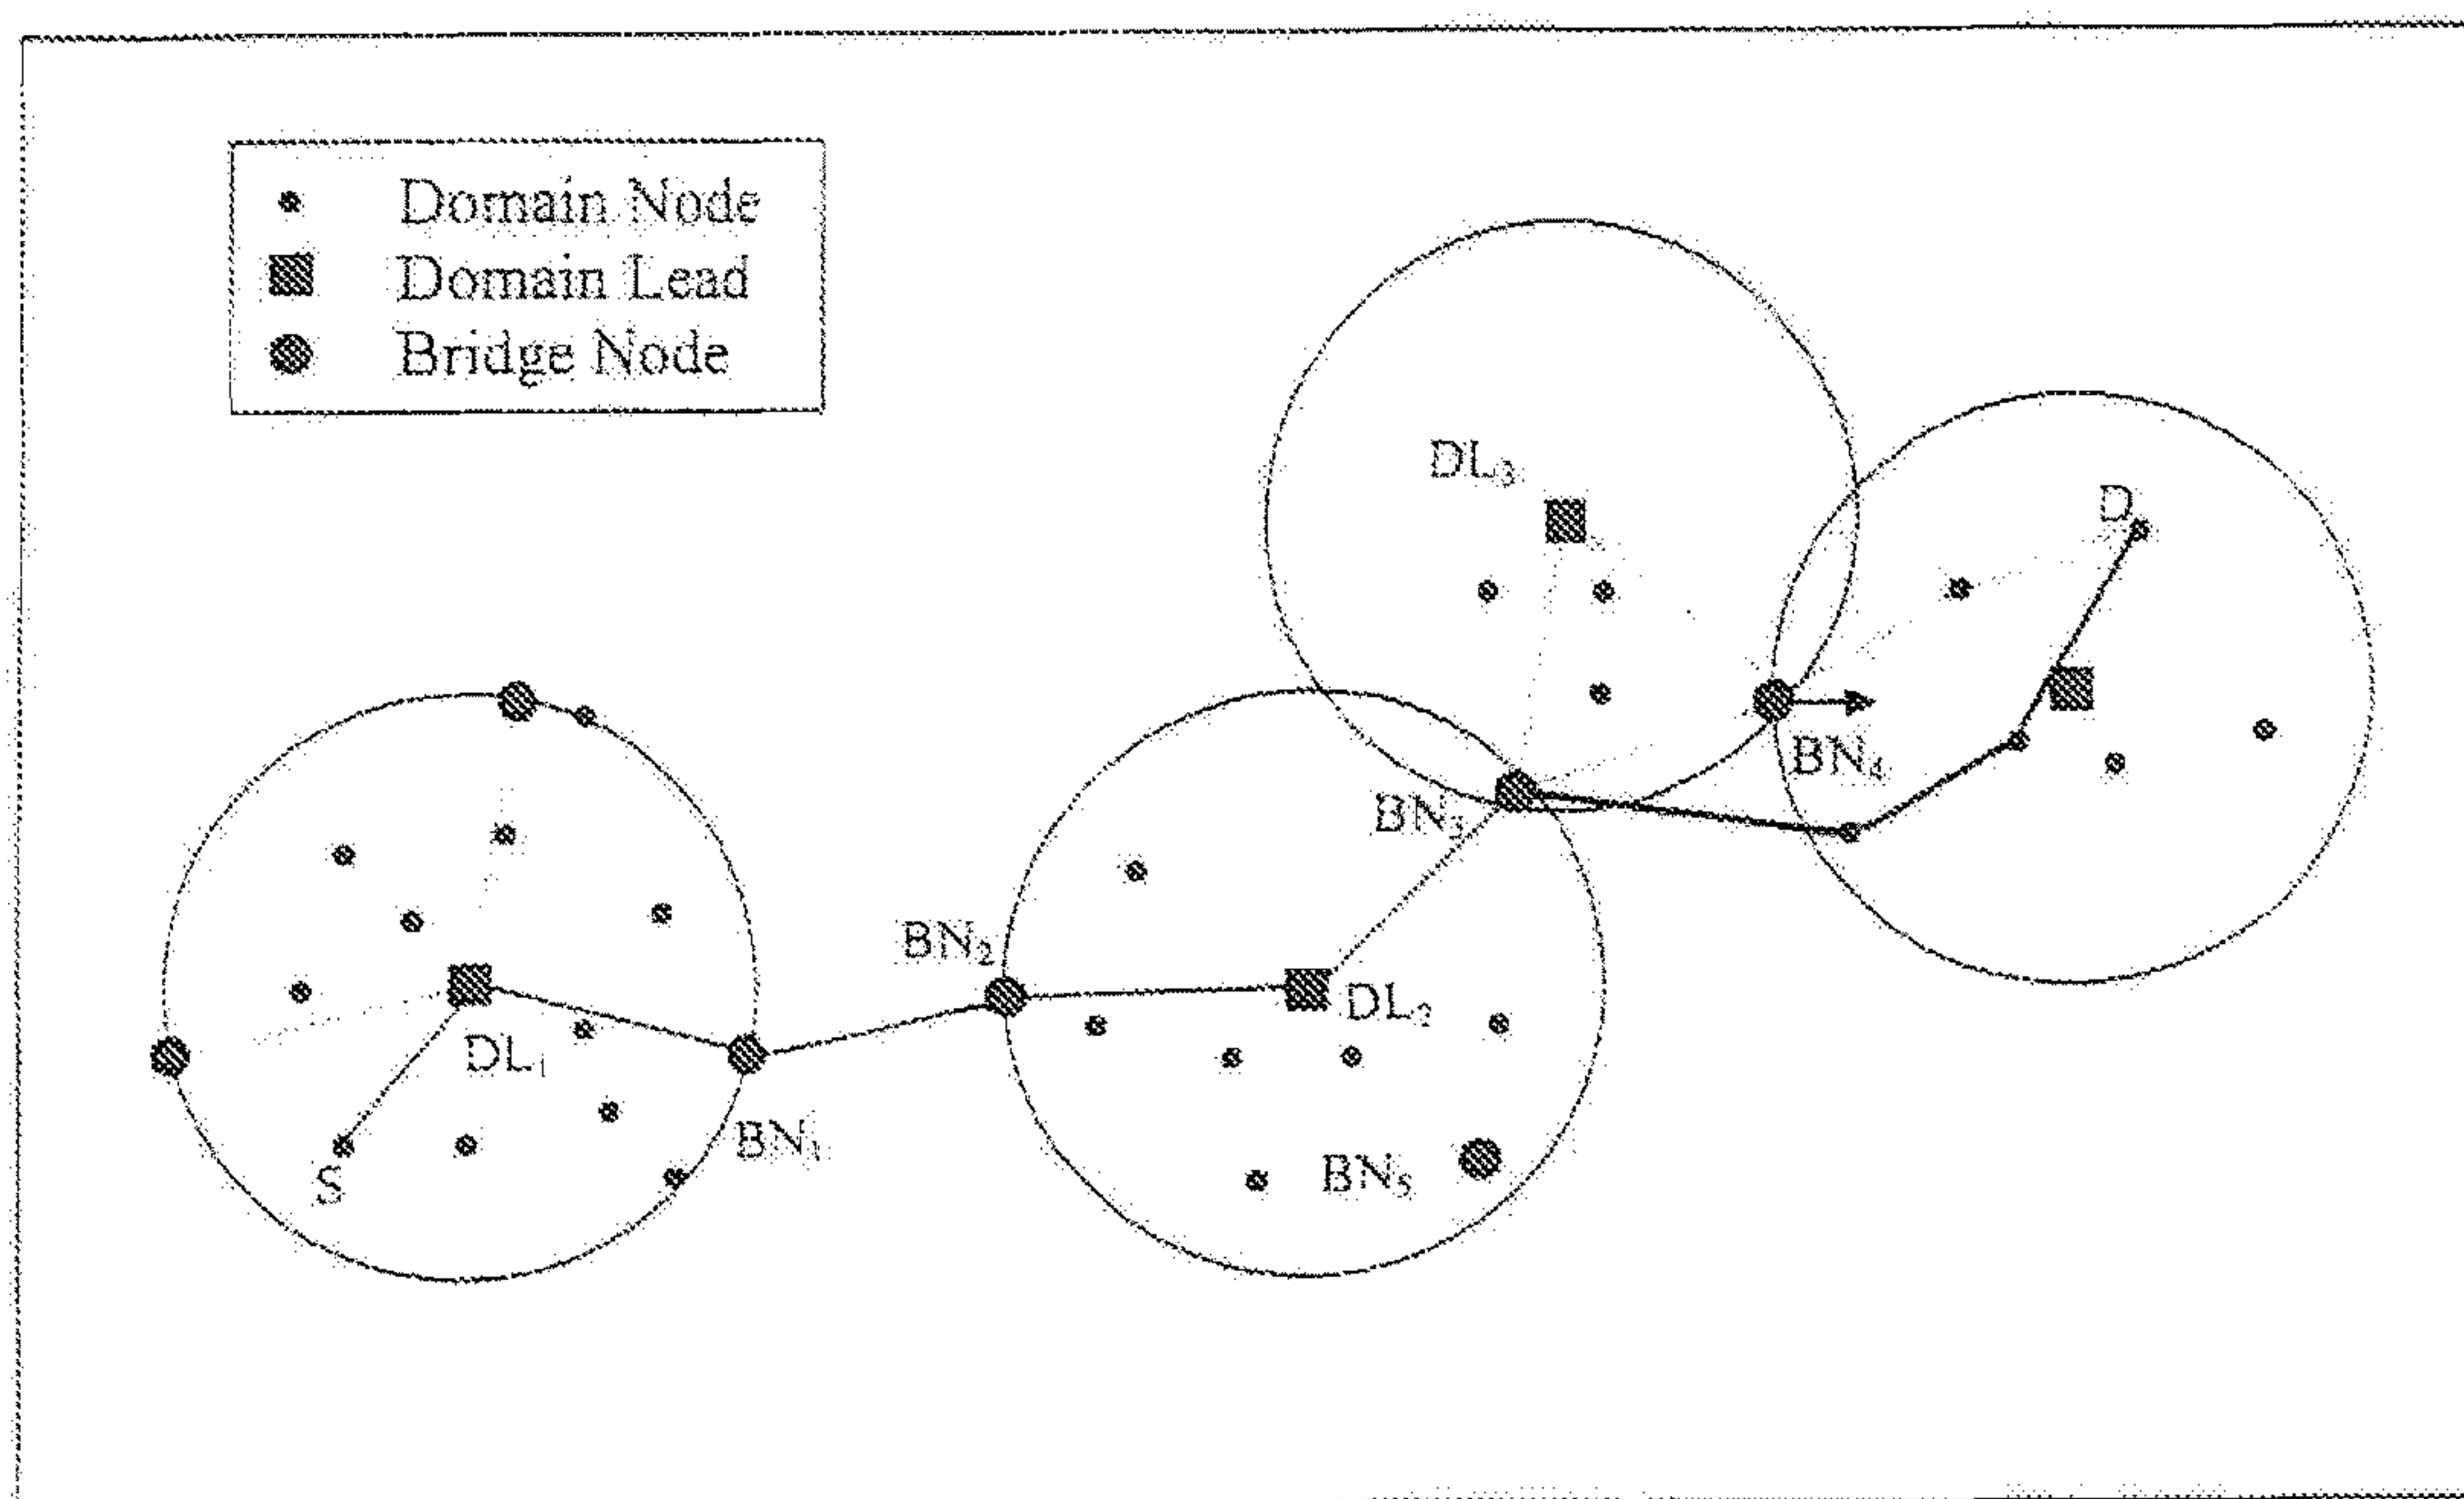 Domain Node
Domain Lead
Bridge Node
DL₃
D
BN₄
BN₃
BN₂
DL₂
DL₁
BN₁
S
BN₅